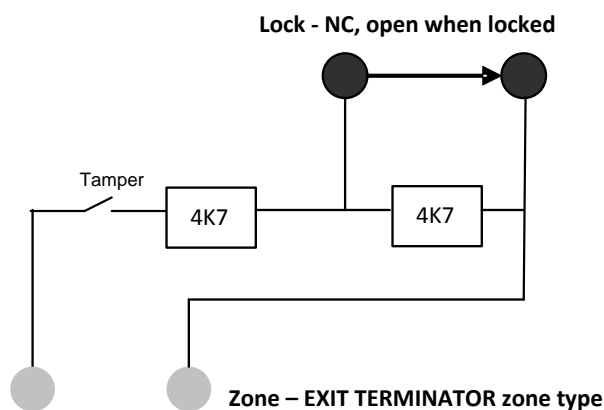 Lock - NC, open when locked
Tamper
4K7
4K7
Zone – EXIT TERMINATOR zone type